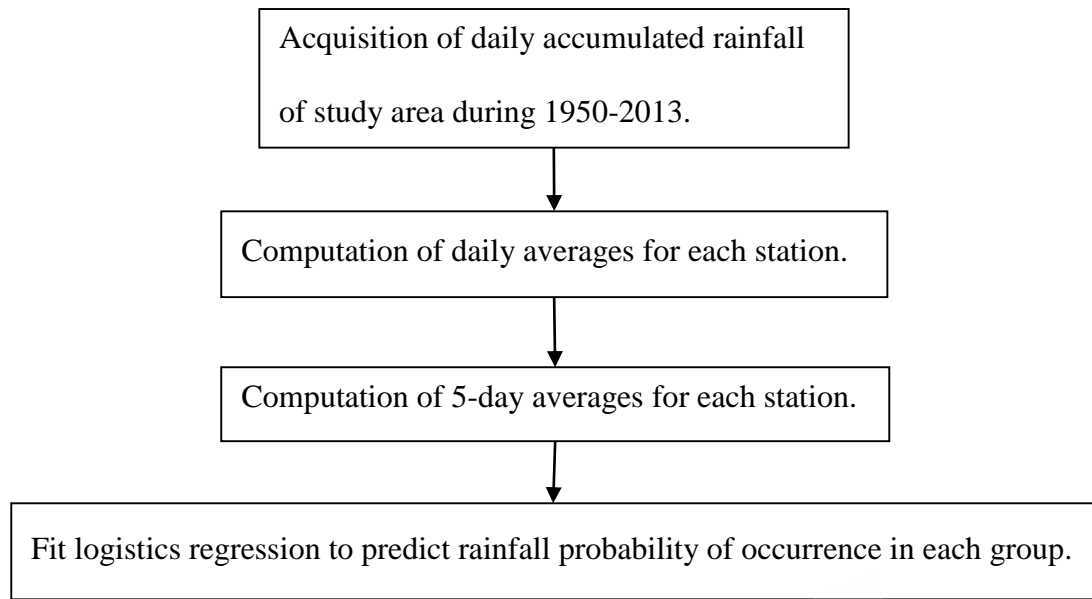 Acquisition of daily accumulated rainfall
of study area during 1950-2013.
Computation of daily averages for each station.
Computation of 5-day averages for each station.
Fit logistics regression to predict rainfall probability of occurrence in each group.